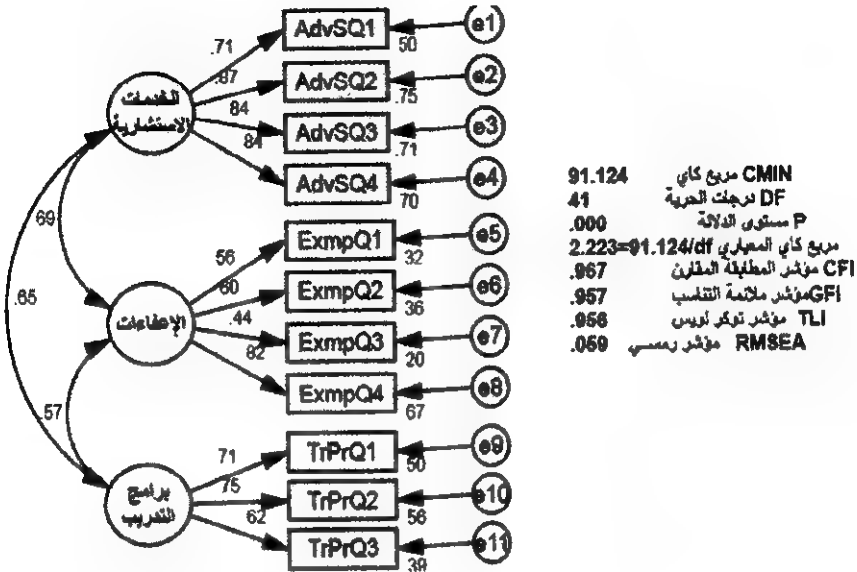 .71
AdvSQ1
50
e1
.87
AdvSQ2
.75
e2
84
AdvSQ3
.71
e3
84
AdvSQ4
70
e4
الخدمات
الاستشارية
69
.65
56
ExmpQ1
32
e5
60
ExmpQ2
36
e6
.44
ExmpQ3
20
e7
82
ExmpQ4
67
e8
الإعفاءات
.57
71
TrPrQ1
50
e9
75
TrPrQ2
56
e10
62
TrPrQ3
39
e11
برامج
التدريب
CMIN مربع كاي 91.124
DF درجات الحرية 41
P مستوى الدلالة .000
مربع كاي المعياري 2.223=91.124/df
CFI مؤشر المطابقة المقارن .967
GFI مؤشر ملائمة التناسب .957
TLI مؤشر توكر لويس .956
RMSEA مؤشر رمسي .059